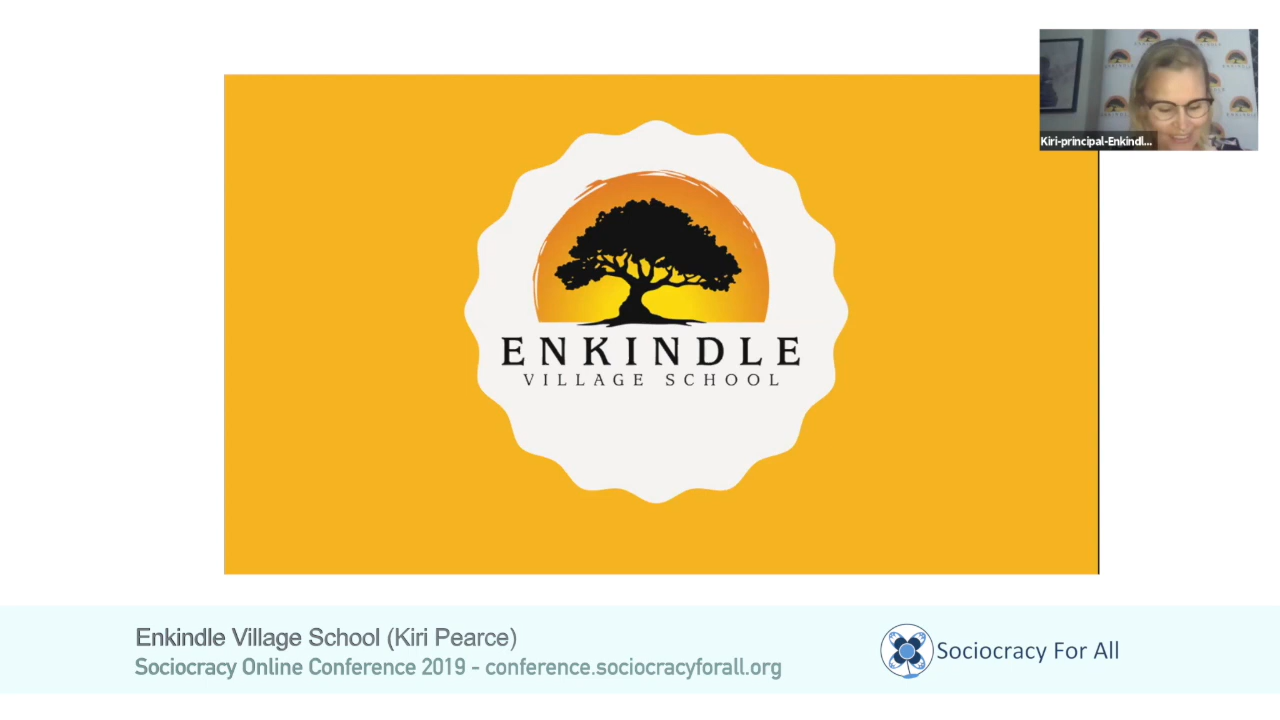 Kiri-principal-Enkindl...
ENKINDLE
VILLAGE SCHOOL
Enkindle Village School (Kiri Pearce)
Sociocracy Online Conference 2019 - conference.sociocracyforall.org
Sociocracy For All